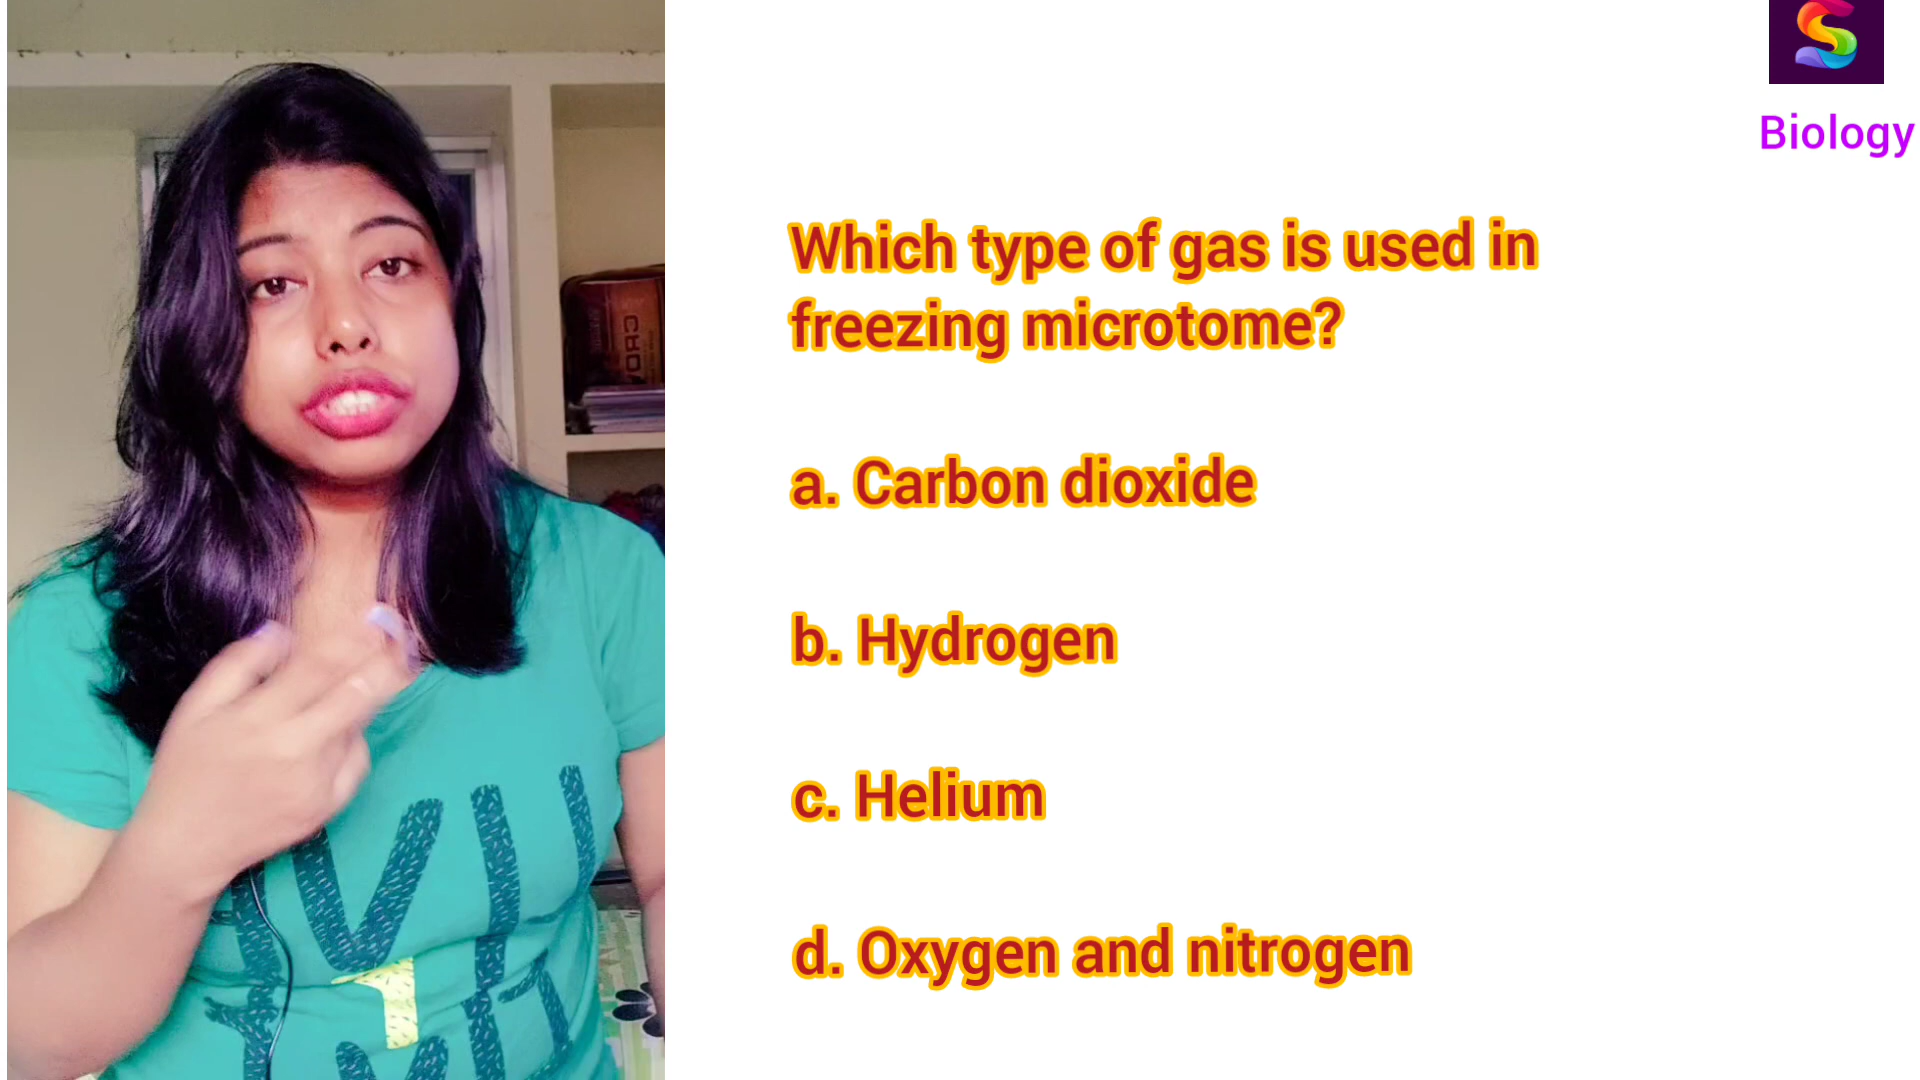 Biology
Which type of gas is used in
freezing microtome?
a. Carbon dioxide
b. Hydrogen
c. Helium
d. Oxygen and nitrogen